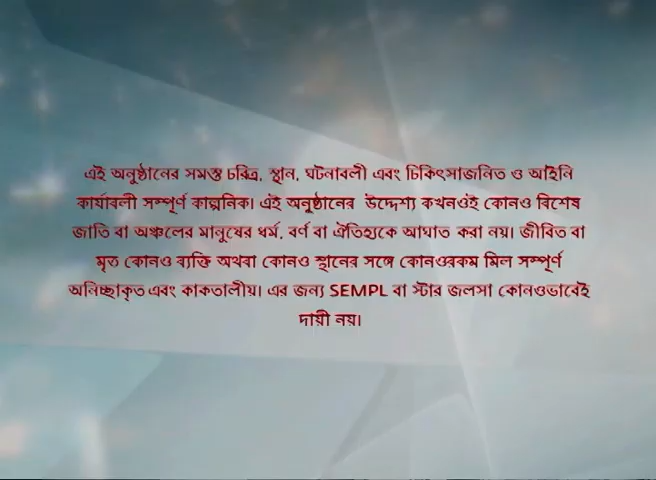 এই অনুষ্ঠানের সমস্ত চরিত্র, স্থান, ঘটনাবলী এবং চিকিৎসাজনিত ও আইনি
কার্যাবলী সম্পূর্ণ কাল্পনিক। এই অনুষ্ঠানের উদ্দেশ্য কখনওই কোনও বিশেষ
জাতি বা অঞ্চলের মানুষের ধর্ম, বর্ণ বা ঐতিহ্যকে আঘাত করা নয়। জীবিত বা
মৃত কোনও ব্যক্তি অথবা কোনও স্থানের সঙ্গে কোনওরকম মিল সম্পূর্ণ
অনিচ্ছাকৃত এবং কাকতালীয়। এর জন্য SEMPL বা স্টার জলসা কোনওভাবেই
দায়ী নয়।